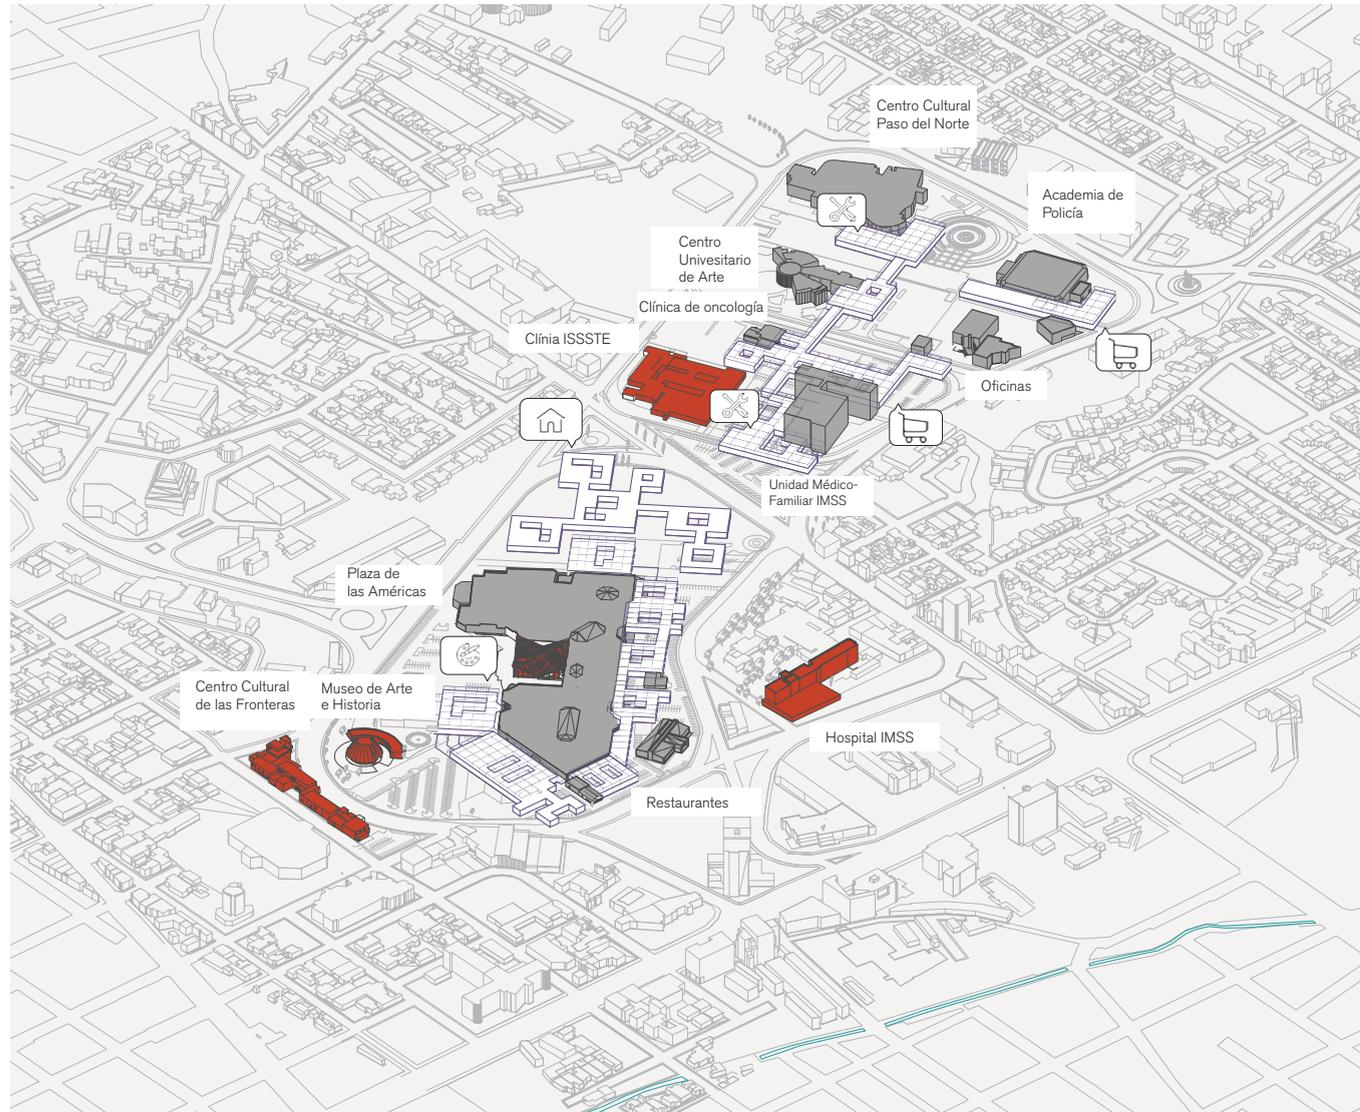 Centro Cultural
Paso del Norte
Academia de
Policía
Centro
Univesitario
de Arte
Clínica de oncología
Clínia ISSSTE
Oficinas
Unidad Médico-
Familiar IMSS
Plaza de
las Américas
Centro Cultural
de las Fronteras
Museo de Arte
e Historia
Hospital IMSS
Restaurantes